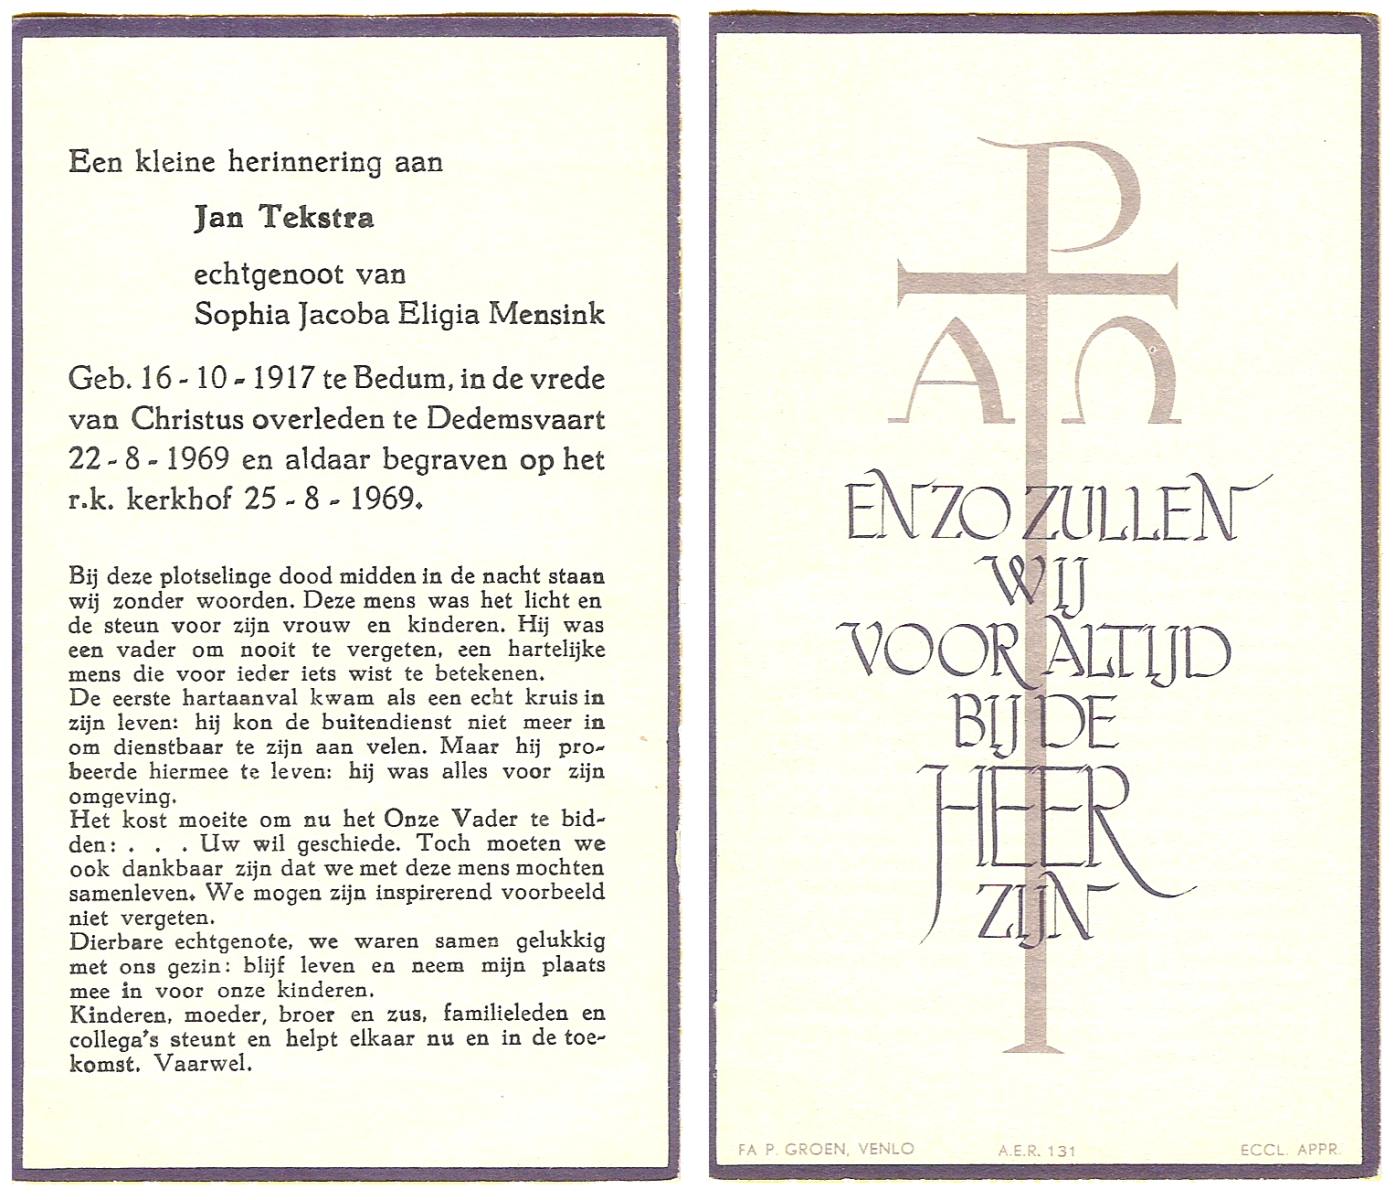 Een kleine herinnering aan
Jan Tekstra
echtgenoot van
Sophia Jacoba Eligia Mensink
Geb. 16-10-1917 te Bedum, in de vrede
van Christus overleden te Dedemsvaart
22-8-1969 en aldaar begraven op het
r.k. kerkhof 25-8-1969.
Bij deze plotselinge dood midden in de nacht staan
wij zonder woorden. Deze mens was het licht en
de steun voor zijn vrouw en kinderen. Hij was
een vader om nooit te vergeten, een hartelijke
mens die voor ieder iets wist te betekenen.
De eerste hartaanval kwam als een echt kruis in
zijn leven: hij kon de buitendienst niet meer in
om dienstbaar te zijn aan velen. Maar hij pro-
beerde hiermee te leven: hij was alles voor zijn
omgeving.
Het kost moeite om nu het Onze Vader te bid-
den: . . . Uw wil geschiede. Toch moeten we
ook dankbaar zijn dat we met deze mens mochten
samenleven. We mogen zijn inspirerend voorbeeld
niet vergeten.
Dierbare echtgenote, we waren samen gelukkig
met ons gezin: blijf leven en neem mijn plaats
mee in voor onze kinderen.
Kinderen, moeder, broer en zus, familieleden en
collega's steunt en helpt elkaar nu en in de toe-
komst. Vaarwel.
P
A Ω
EN ZO ZULLEN
WIJ
VOOR ALTIJD
BIJ DE
HEER
ZIJN
FA P. GROEN, VENLO A.E.R. 131 ECCL. APPR.